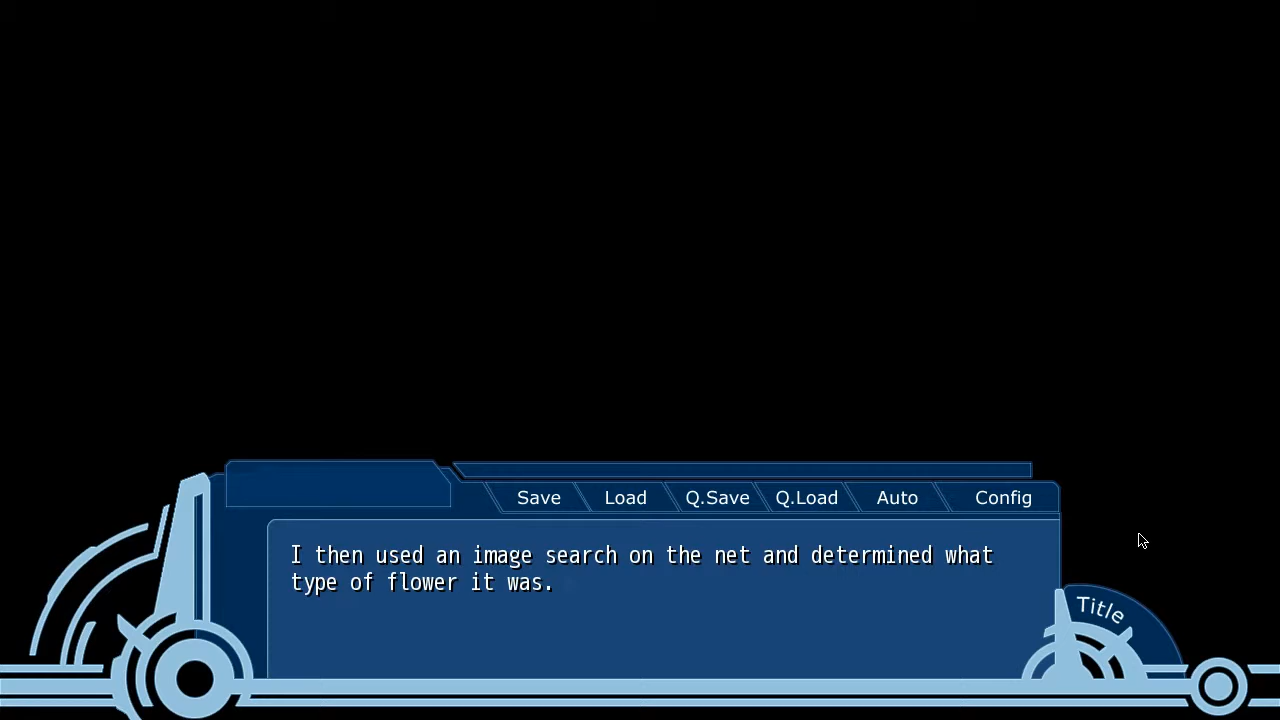 Save Load Q.Save Q.Load Auto Config
I then used an image search on the net and determined what
type of flower it was.
Title